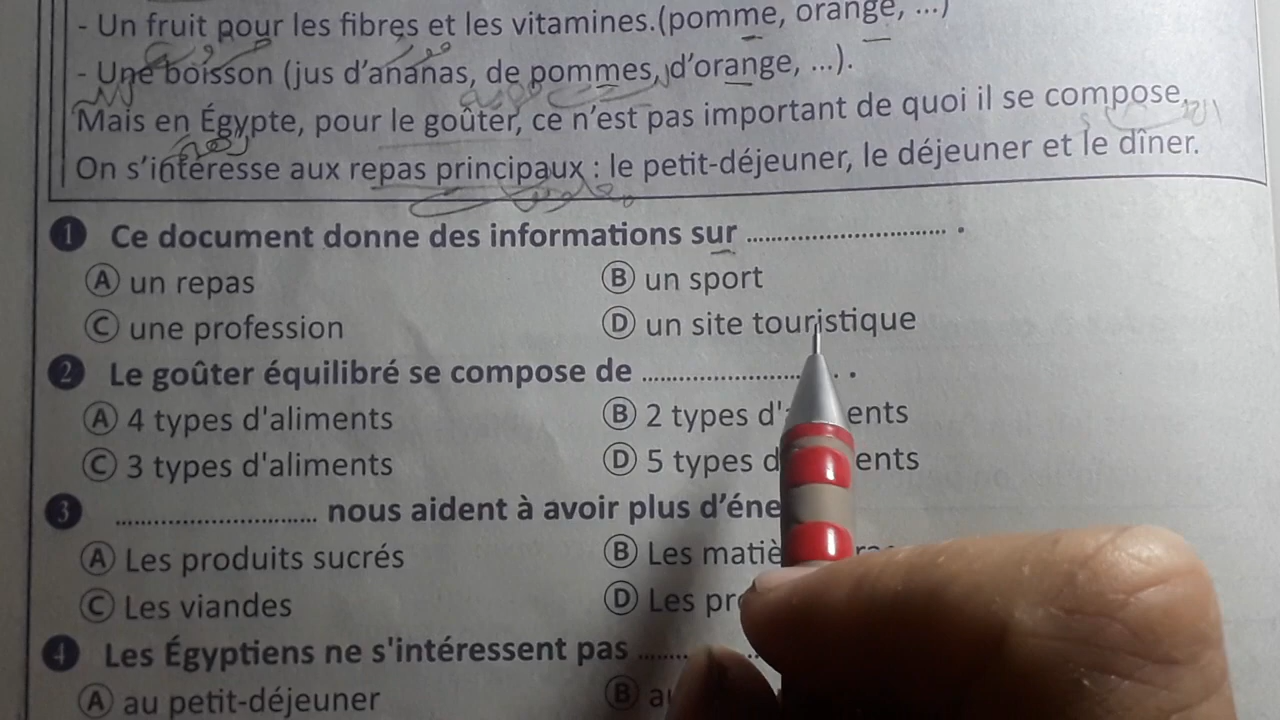 - Un fruit pour les fibres et les vitamines.(pomme, orange, ...)
- Une boisson (jus d'ananas, de pommes, d'orange, ...).
Mais en Égypte, pour le goûter, ce n'est pas important de quoi il se compose.
On s'intéresse aux repas principaux : le petit-déjeuner, le déjeuner et le dîner.
1 Ce document donne des informations sur .............................. .
A un repas
B un sport
C une profession
D un site touristique
2 Le goûter équilibré se compose de ........................ . .
A 4 types d'aliments
B 2 types d' ents
C 3 types d'aliments
D 5 types d ents
3 .............................. nous aident à avoir plus d'éne
A Les produits sucrés
B Les matiè
C Les viandes
D Les pr
4 Les Égyptiens ne s'intéressent pas ........
A au petit-déjeuner
B au